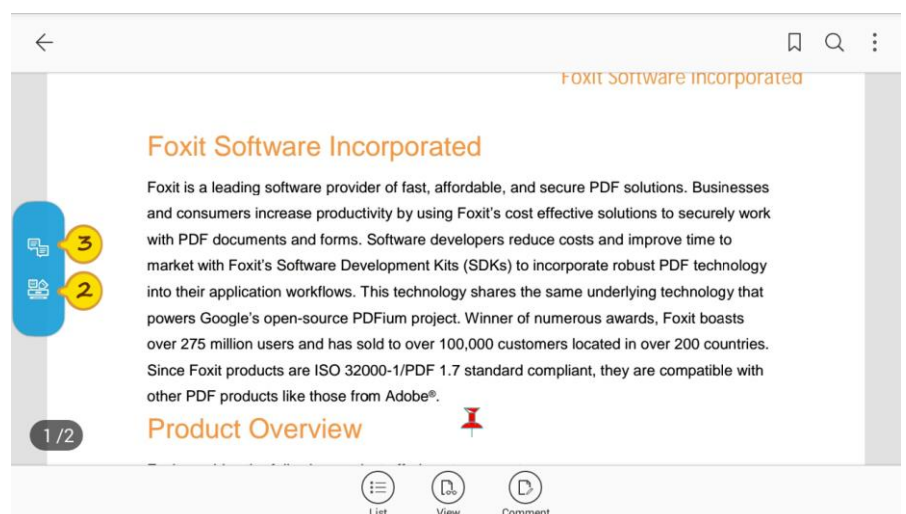 Foxit Software Incorporated
Foxit Software Incorporated
Foxit is a leading software provider of fast, affordable, and secure PDF solutions. Businesses
and consumers increase productivity by using Foxit's cost effective solutions to securely work
with PDF documents and forms. Software developers reduce costs and improve time to
market with Foxit's Software Development Kits (SDKs) to incorporate robust PDF technology
into their application workflows. This technology shares the same underlying technology that
powers Google's open-source PDFium project. Winner of numerous awards, Foxit boasts
over 275 million users and has sold to over 100,000 customers located in over 200 countries.
Since Foxit products are ISO 32000-1/PDF 1.7 standard compliant, they are compatible with
other PDF products like those from Adobe®.
Product Overview
3
2
1/2
List View Comment